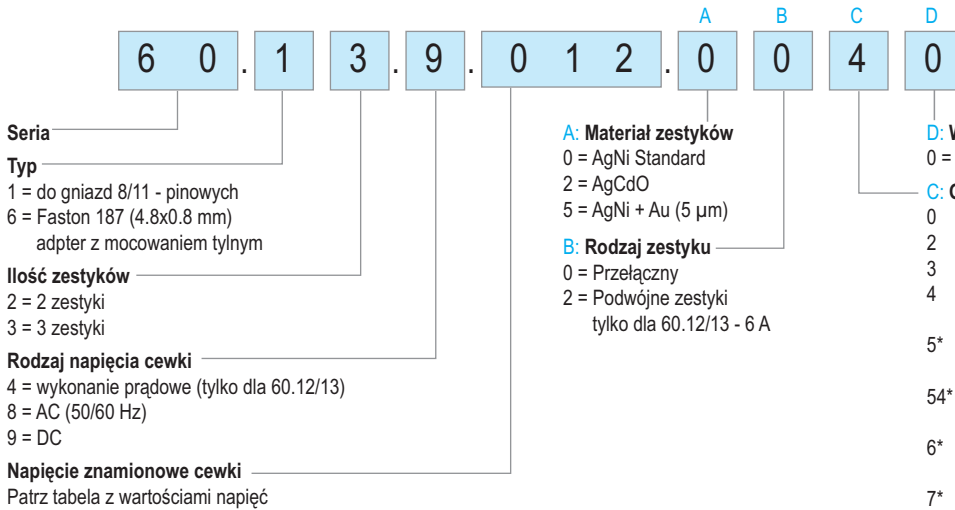 A B C D
6 0 . 1 3 . 9 . 0 1 2 . 0 0 4 0
Seria
Typ
1 = do gniazd 8/11 - pinowych
6 = Faston 187 (4.8x0.8 mm)
adpter z mocowaniem tylnym
Ilość zestyków
2 = 2 zestyki
3 = 3 zestyki
Rodzaj napięcia cewki
4 = wykonanie prądowe (tylko dla 60.12/13)
8 = AC (50/60 Hz)
9 = DC
Napięcie znamionowe cewki
Patrz tabela z wartościami napięć
A: Materiał zestyków
0 = AgNi Standard
2 = AgCdO
5 = AgNi + Au (5 µm)
B: Rodzaj zestyku
0 = Przełączny
2 = Podwójne zestyki
tylko dla 60.12/13 - 6 A
D:
0 =
C:
0
2
3
4
5*
54*
6*
7*